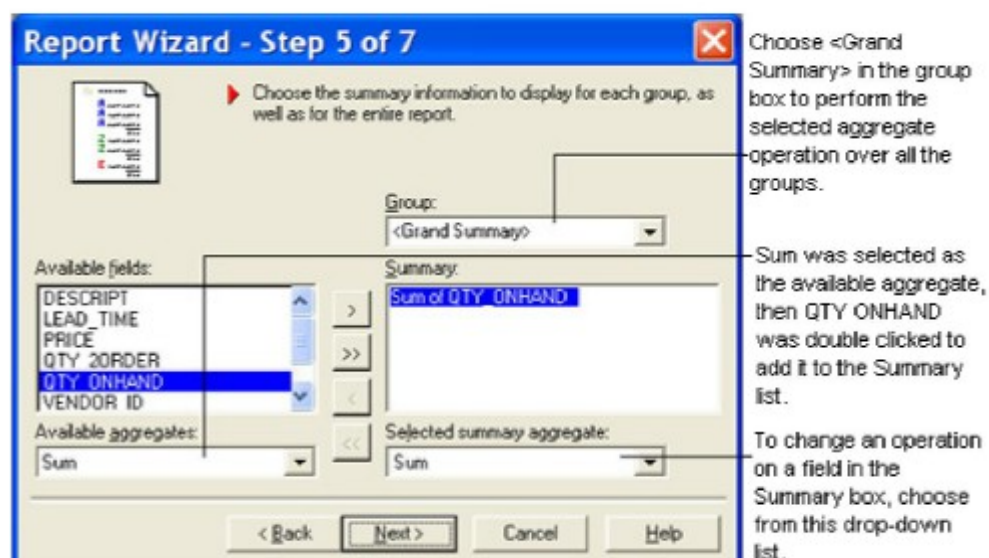 Report Wizard - Step 5 of 7
Choose the summary information to display for each group, as
well as for the entire report.
Group:
<Grand Summary>
Available fields:
DESCRIPT
LEAD_TIME
PRICE
QTY_2ORDER
QTY_ONHAND
VENDOR_ID
>
>>
<
<<
Summary:
Sum of QTY_ONHAND
Available aggregates:
Sum
Selected summary aggregate:
Sum
< Back
Next >
Cancel
Help
Choose <Grand
Summary> in the group
box to perform the
selected aggregate
operation over all the
groups.
Sum was selected as
the available aggregate,
then QTY ONHAND
was double clicked to
add it to the Summary
list.
To change an operation
on a field in the
Summary box, choose
from this drop-down
list.